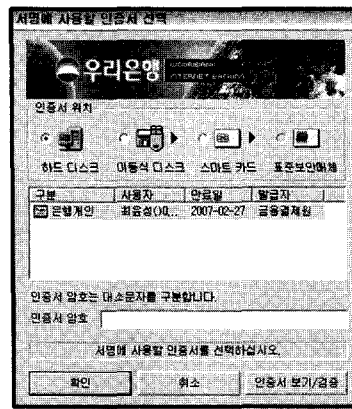 서명에 사용할 인증서 선택
우리은행
인증서 위치
하드 디스크 이동식 디스크 스마트 카드 표준보안매체
구분 사용자 만료일 발급자
은행개인 2007-02-27 금융결제원
인증서 암호는 대소문자를 구분합니다.
인증서 암호
서명에 사용할 인증서를 선택하십시오.
확인 취소 인증서 보기/검증